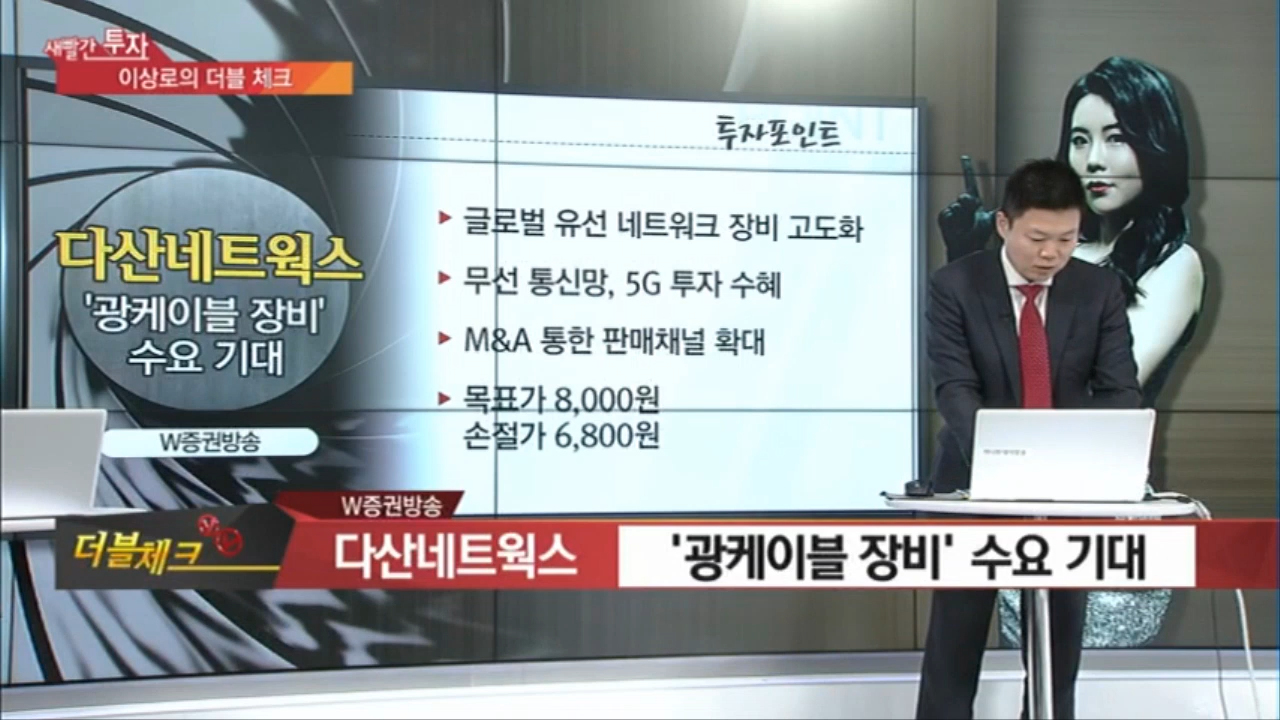 새빨간 투자
이상로의 더블 체크
투자포인트
다산네트웍스
'광케이블 장비'
수요 기대
W증권방송
▶ 글로벌 유선 네트워크 장비 고도화
▶ 무선 통신망, 5G 투자 수혜
▶ M&A 통한 판매채널 확대
▶ 목표가 8,000원
손절가 6,800원
W증권방송
더블체크
다산네트웍스 '광케이블 장비' 수요 기대